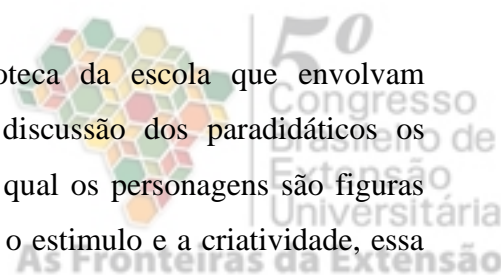 oteca da escola que envolvam
discussão dos paradidáticos os
qual os personagens são figuras
o estimulo e a criatividade, essa
5º
Congresso
Brasileiro de
Extensão
Universitária
As Fronteiras da Extensão